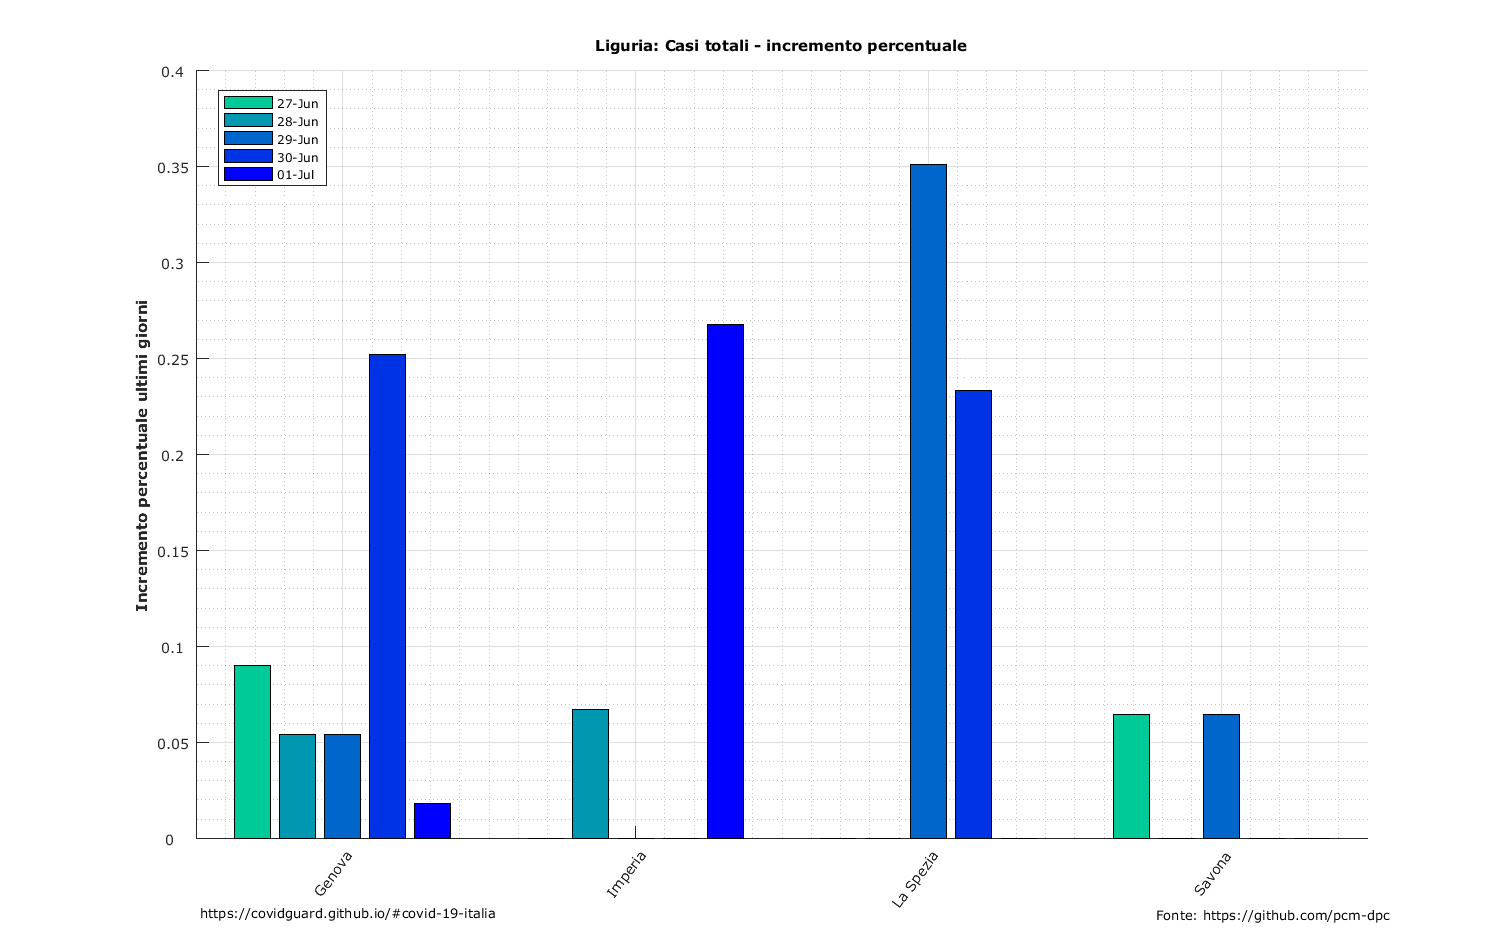 Liguria: Casi totali - incremento percentuale
0.4
0.35
0.3
0.25
0.2
0.15
0.1
0.05
0
Incremento percentuale ultimi giorni
27-Jun
28-Jun
29-Jun
30-Jun
01-Jul
Genova
Imperia
La Spezia
Savona
https://covidguard.github.io/#covid-19-italia
Fonte: https://github.com/pcm-dpc